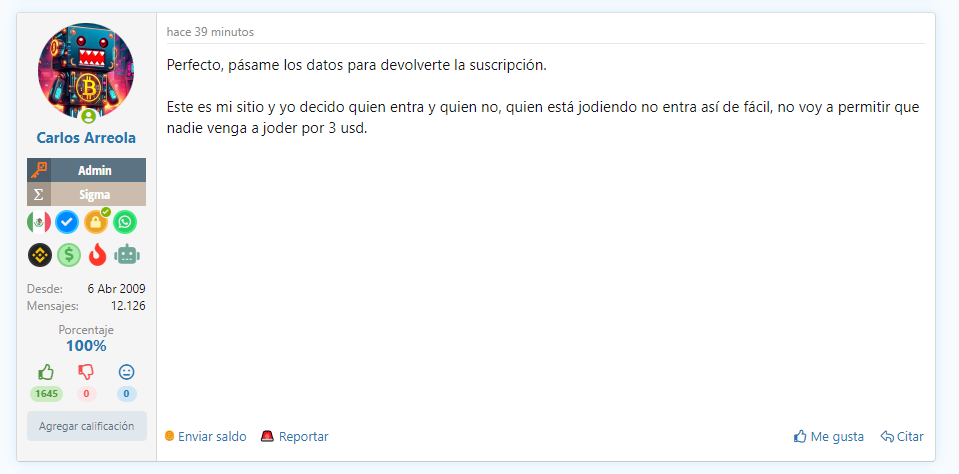 hace 39 minutos
Perfecto, pásame los datos para devolverte la suscripción.
Este es mi sitio y yo decido quien entra y quien no, quien está jodiendo no entra así de fácil, no voy a permitir que
nadie venga a joder por 3 usd.
Carlos Arreola
Admin
Σ Sigma
Desde: 6 Abr 2009
Mensajes: 12.126
Porcentaje
100%
1645 0 0
Agregar calificación
Enviar saldo Reportar Me gusta Citar